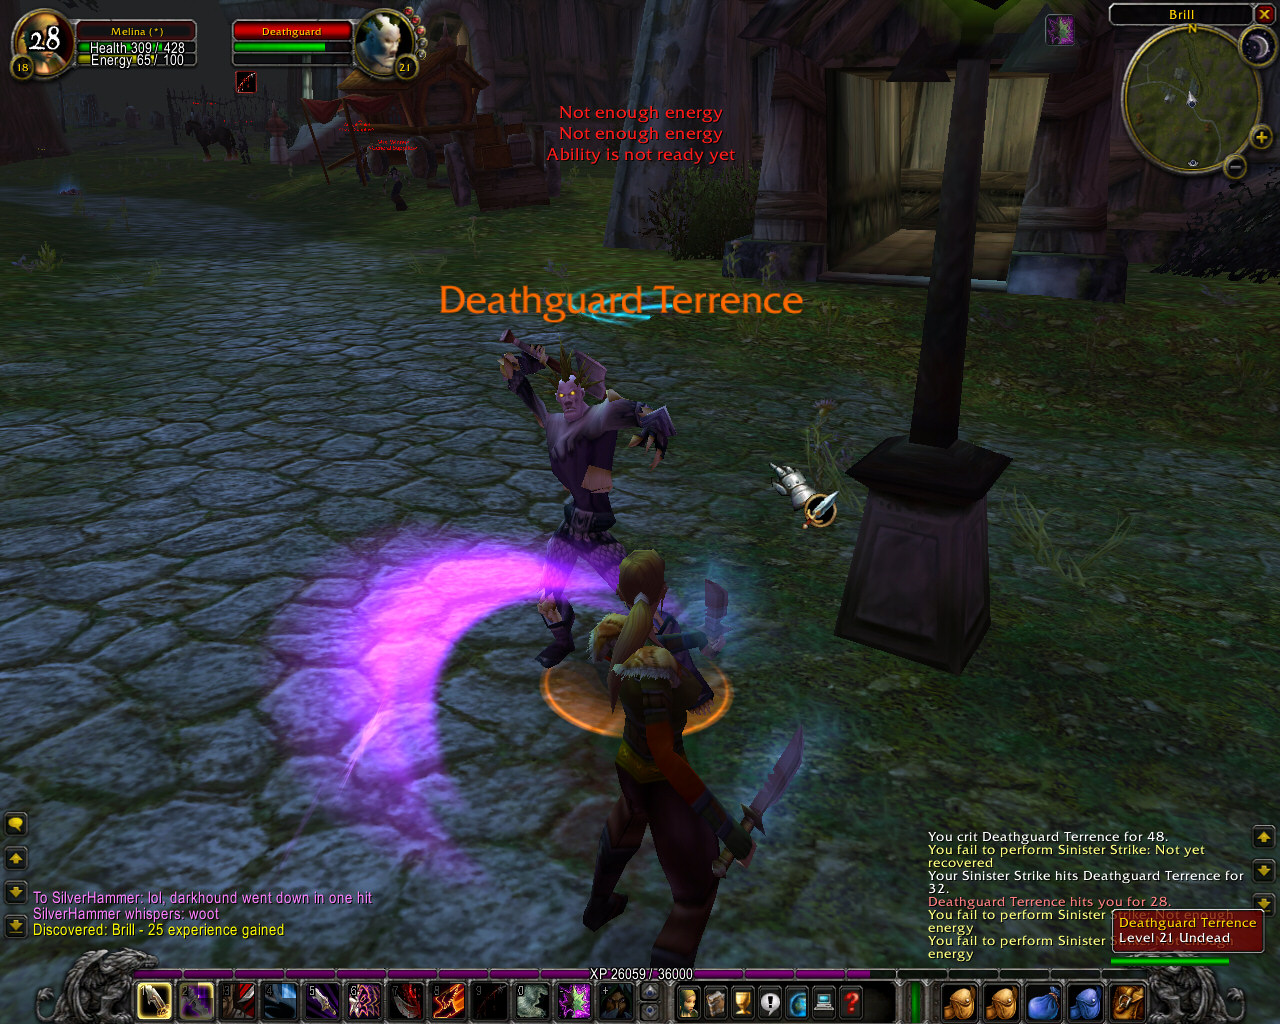 28
Melina (*)
Health 309 / 428
Energy 65 / 100
18
Deathguard
21
Brill
N
Not enough energy
Not enough energy
Ability is not ready yet
Deathguard Terrence
You crit Deathguard Terrence for 48.
You fail to perform Sinister Strike: Not yet
recovered
Your Sinister Strike hits Deathguard Terrence for
32.
Deathguard Terrence hits you for 28.
You fail to perform Sinister Strike: Not enough
energy
You fail to perform Sinister
energy
Deathguard Terrence
Level 21 Undead
To SilverHammer: lol, darkhound went down in one hit
SilverHammer whispers: woot
Discovered: Brill - 25 experience gained
XP 26059 / 36000